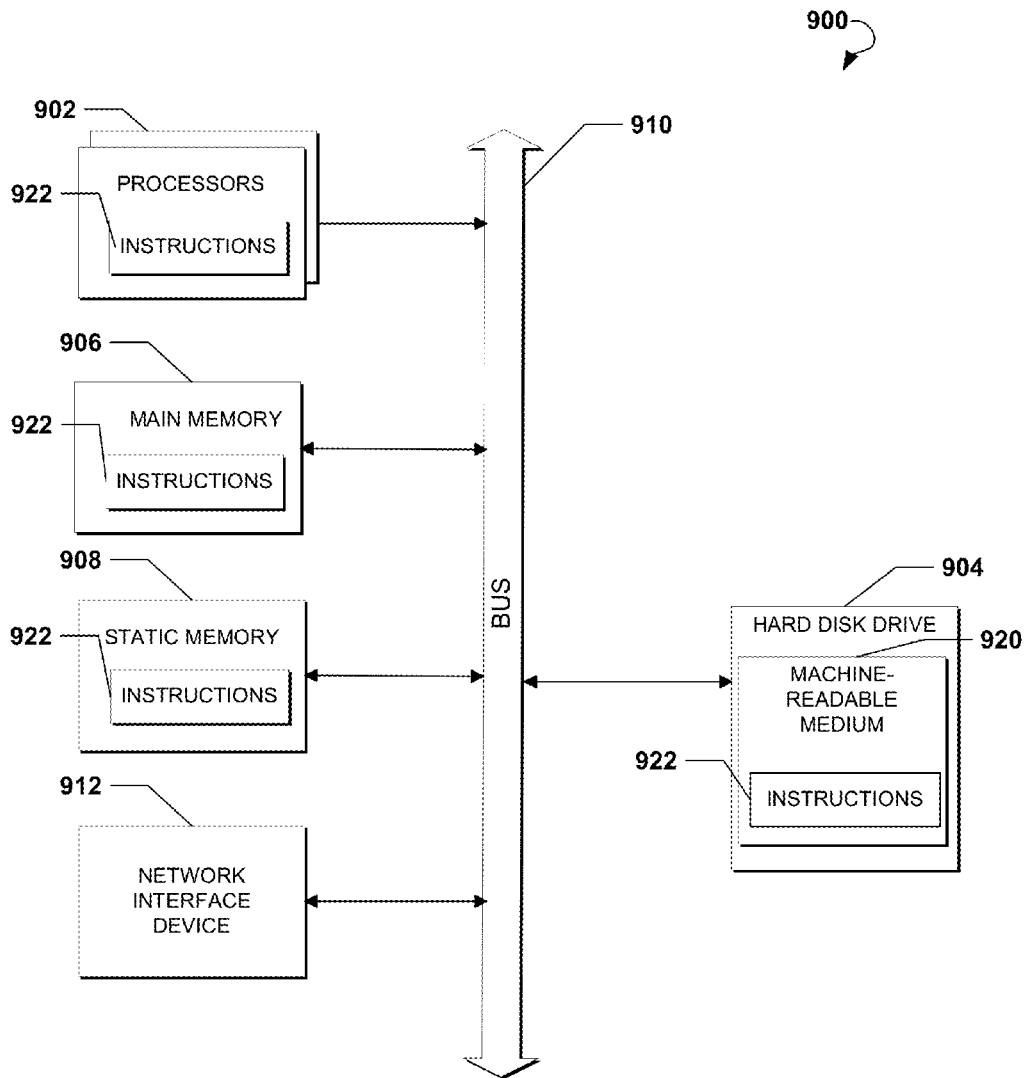 900
902
910
PROCESSORS
922
INSTRUCTIONS
906
MAIN MEMORY
922
INSTRUCTIONS
908
STATIC MEMORY
922
INSTRUCTIONS
BUS
904
HARD DISK DRIVE
920
MACHINE-
READABLE
MEDIUM
922
INSTRUCTIONS
912
NETWORK
INTERFACE
DEVICE